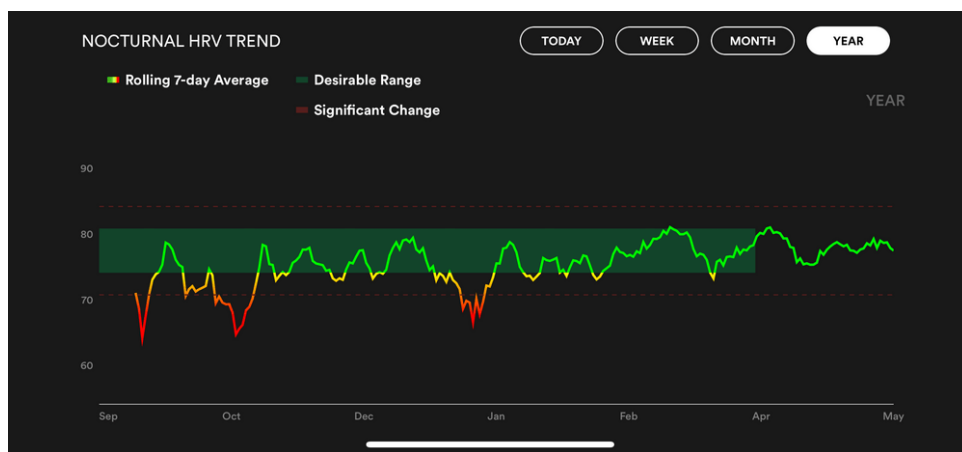 NOCTURNAL HRV TREND
TODAY WEEK MONTH YEAR
Rolling 7-day Average Desirable Range
Significant Change
YEAR
90
80
70
60
Sep Oct Dec Jan Feb Apr May